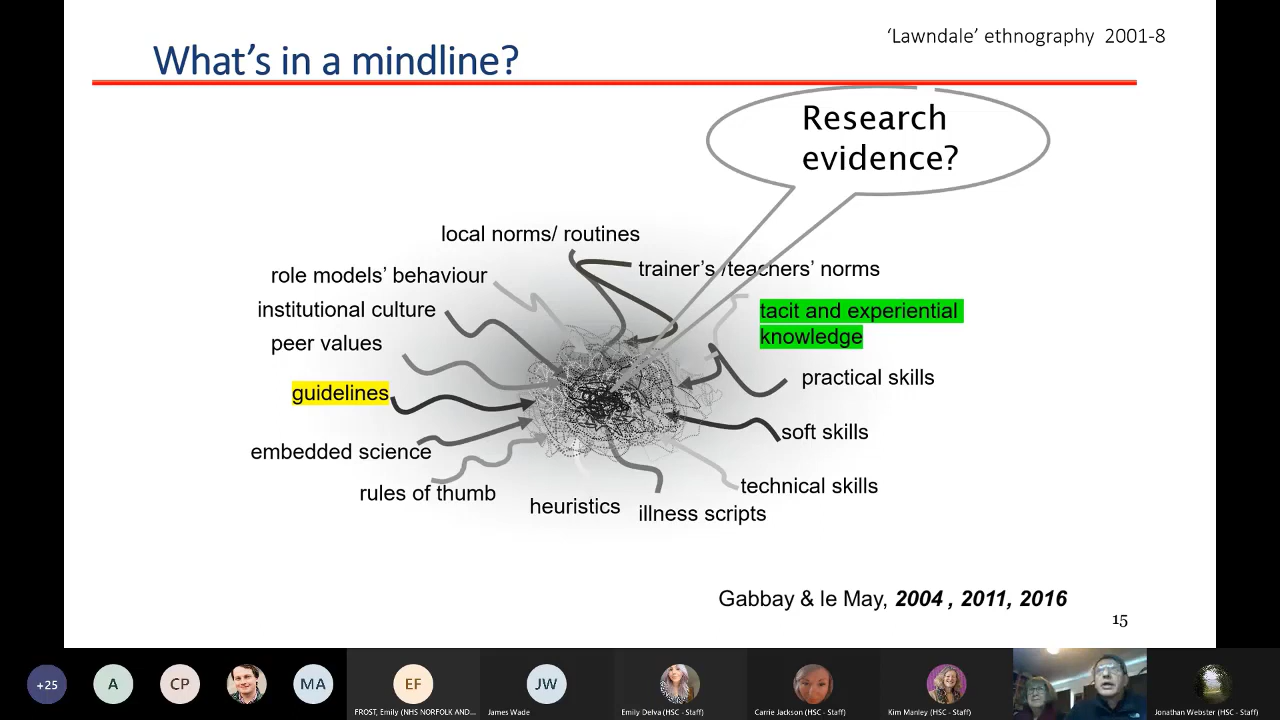 'Lawndale' ethnography 2001-8
What's in a mindline?
Research
evidence?
local norms/ routines
trainer's /teachers' norms
role models' behaviour
institutional culture
tacit and experiential
knowledge
peer values
practical skills
guidelines
soft skills
embedded science
technical skills
rules of thumb
heuristics
illness scripts
Gabbay & le May, 2004 , 2011, 2016
15
+25
A
CP
MA
EF
JW
FROST, Emily (NHS NORFOLK AND...
James Wade
Emily Delva (HSC - Staff)
Carrie Jackson (HSC - Staff)
Kim Manley (HSC - Staff)
Jonathan Webster (HSC - Staff)